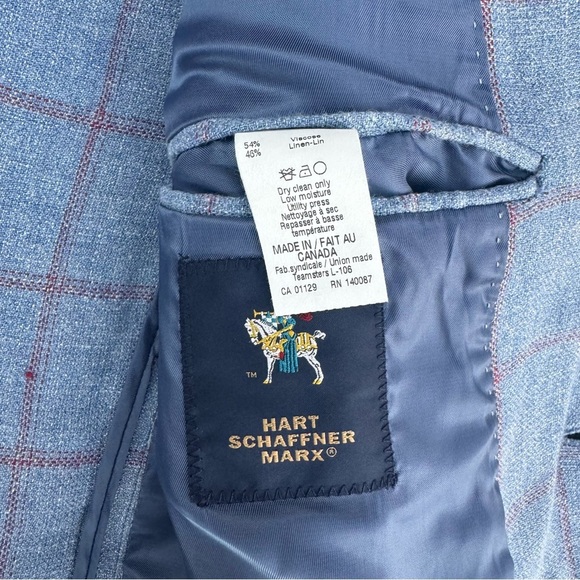 54% Viscose
46% Linen-Lin
Dry clean only
Low moisture
Utility press
Nettoyage à sec
Repasser à basse
température
MADE IN / FAIT AU
CANADA
Fab.syndicale / Union made
Teamsters L-106
CA 01129 RN 140087
TM
HART
SCHAFFNER
MARX®